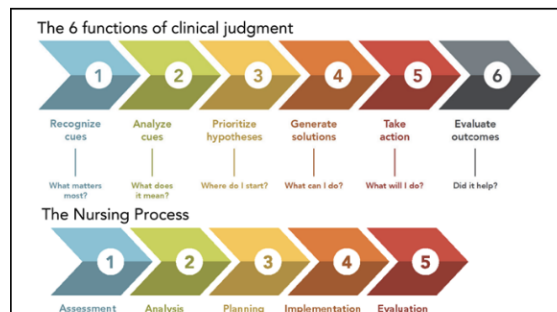 The 6 functions of clinical judgment
1 2 3 4 5 6
Recognize cues Analyze cues Prioritize hypotheses Generate solutions Take action Evaluate outcomes
What matters most? What does it mean? Where do I start? What can I do? What will I do? Did it help?
The Nursing Process
1 2 3 4 5
Assessment Analysis Planning Implementation Evaluation